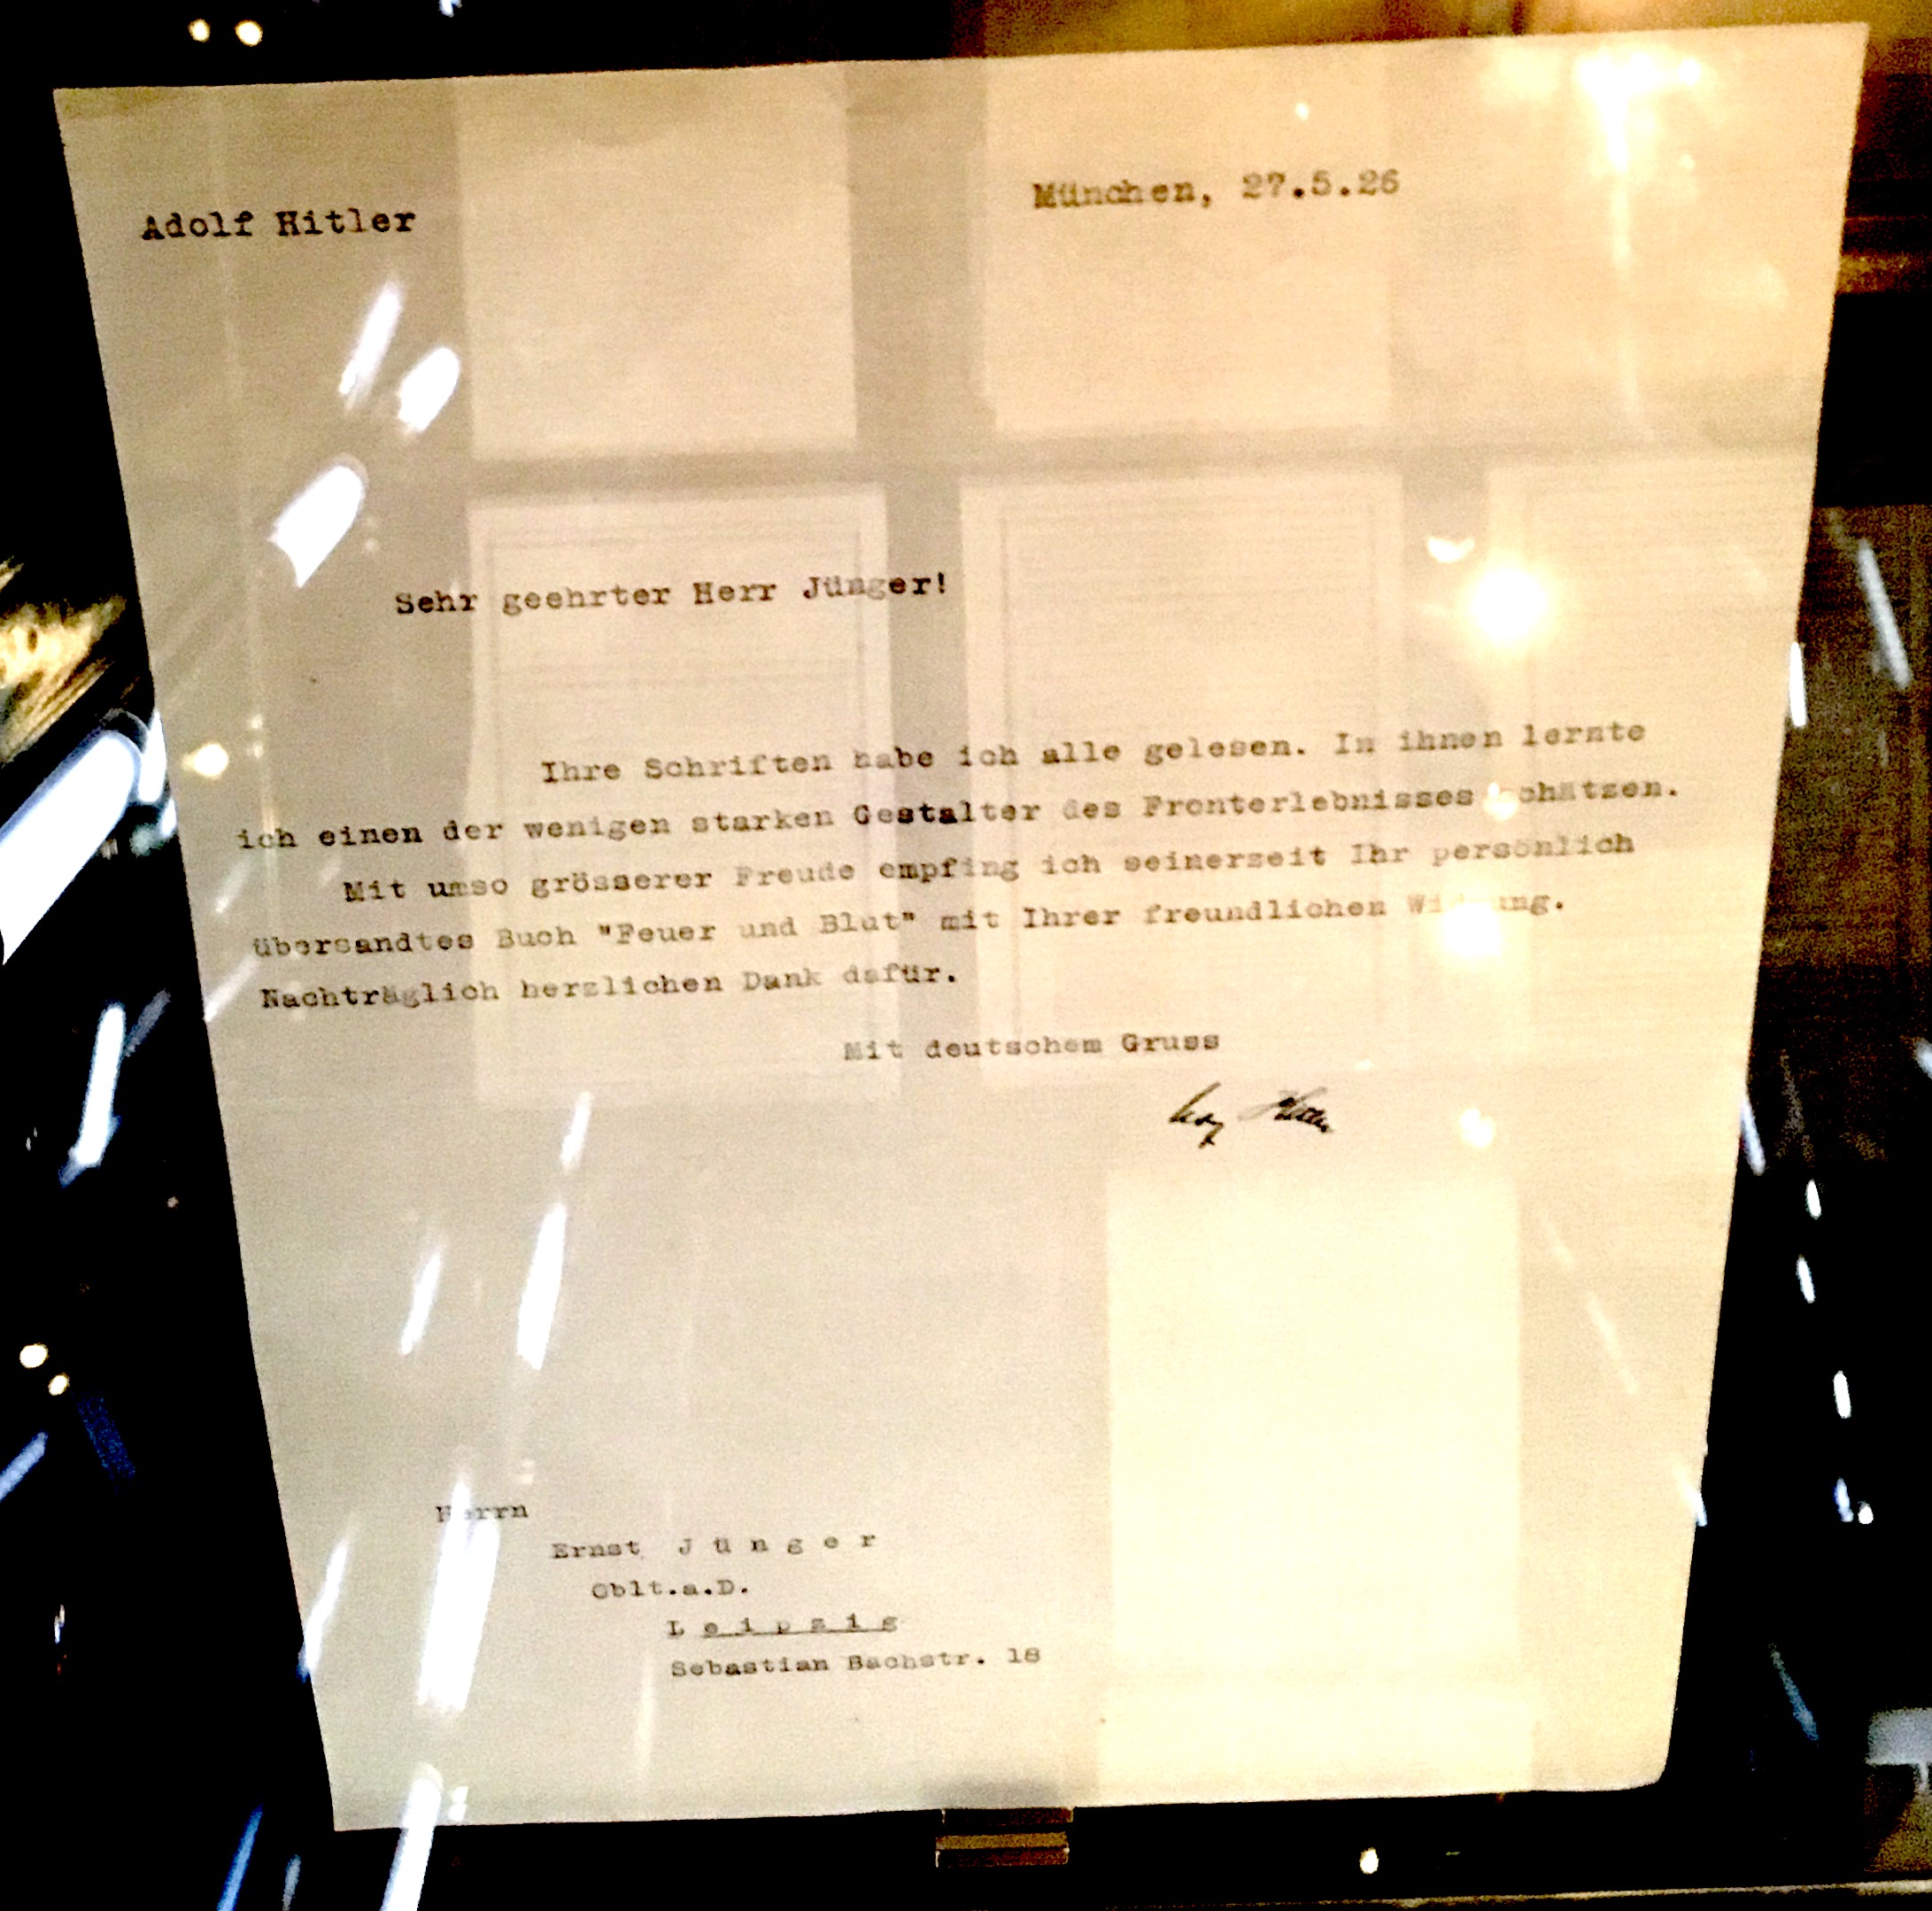 Adolf Hitler
München, 27.5.26
Sehr geehrter Herr Jünger!
Ihre Schriften habe ich alle gelesen. In ihnen lernte
ich einen der wenigen starken Gestalter des Fronterlebnisses schätzen.
Mit umso grösserer Freude empfing ich seinerzeit Ihr persönlich
übersandtes Buch "Feuer und Blut" mit Ihrer freundlichen Widmung.
Nachträglich herzlichen Dank dafür.
Mit deutschem Gruss
Herrn
Ernst J ü n g e r
Oblt.a.D.
L e i p z i g
Sebastian Bachstr. 18